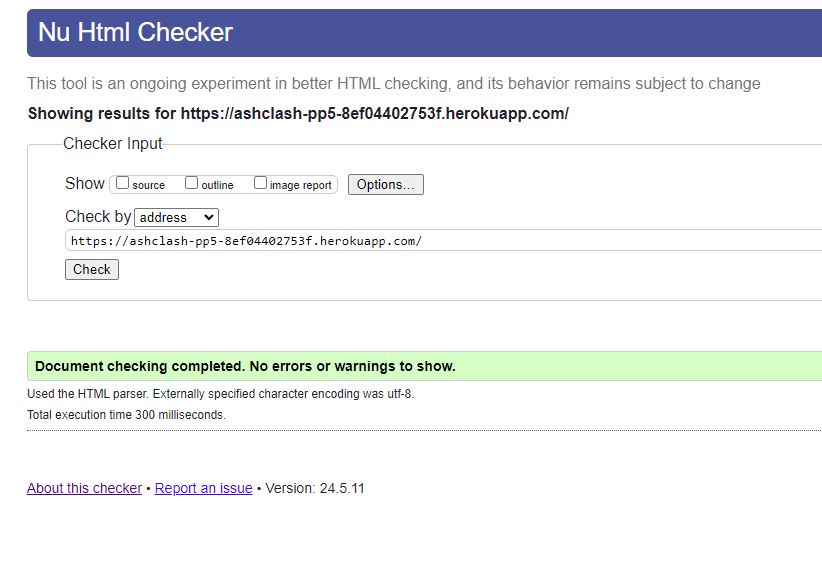 Nu Html Checker
This tool is an ongoing experiment in better HTML checking, and its behavior remains subject to change
Showing results for https://ashclash-pp5-8ef04402753f.herokuapp.com/
Checker Input
Show source outline image report Options...
Check by address
https://ashclash-pp5-8ef04402753f.herokuapp.com/
Check
Document checking completed. No errors or warnings to show.
Used the HTML parser. Externally specified character encoding was utf-8.
Total execution time 300 milliseconds.
About this checker • Report an issue • Version: 24.5.11